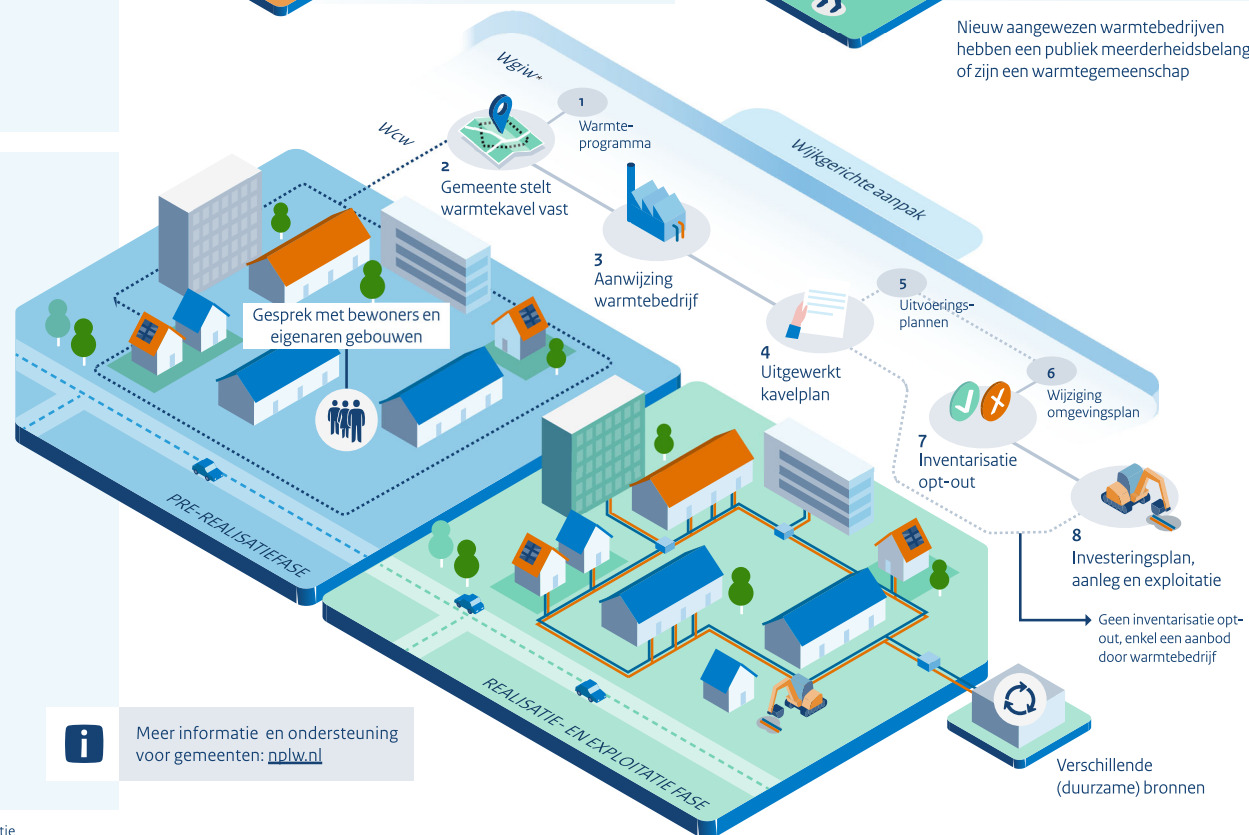 Nieuw aangewezen warmtebedrijven
hebben een publiek meerderheidsbelang
of zijn een warmtegemeenschap
Wgiw*
Wcw
1
Warmte-
programma
2
Gemeente stelt
warmtekavel vast
Wijkgerichte aanpak
3
Aanwijzing
warmtebedrijf
4
Uitgewerkt
kavelplan
5
Uitvoerings-
plannen
6
Wijziging
omgevingsplan
7
Inventarisatie
opt-out
8
Investeringsplan,
aanleg en exploitatie
Geen inventarisatie opt-
out, enkel een aanbod
door warmtebedrijf
Gesprek met bewoners en
eigenaren gebouwen
PRE-REALISATIEFASE
REALISATIE- EN EXPLOITATIE FASE
Verschillende
(duurzame) bronnen
i
Meer informatie en ondersteuning
voor gemeenten: nplw.nl
tie